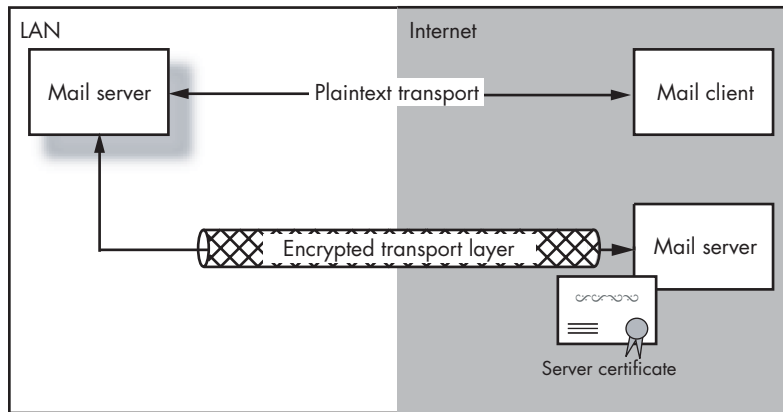 LAN
Internet
Mail server
Plaintext transport
Mail client
Encrypted transport layer
Mail server
Server certificate